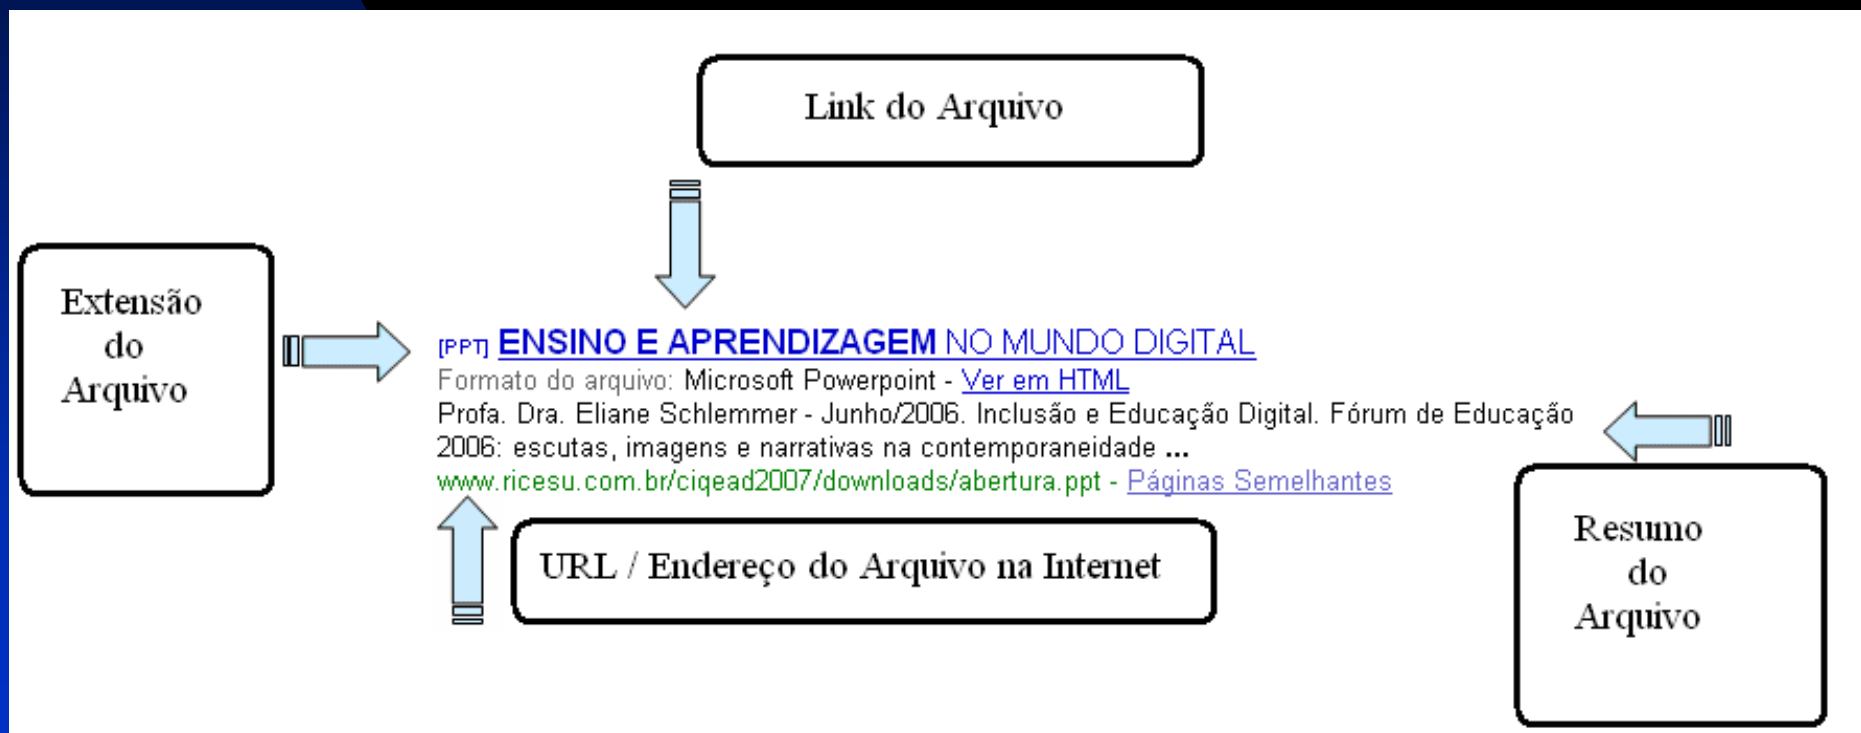 Link do Arquivo
Extensão
do
Arquivo
[PPT] ENSINO E APRENDIZAGEM NO MUNDO DIGITAL
Formato do arquivo: Microsoft Powerpoint - Ver em HTML
Profa. Dra. Eliane Schlemmer - Junho/2006. Inclusão e Educação Digital. Fórum de Educação
2006: escutas, imagens e narrativas na contemporaneidade ...
www.ricesu.com.br/ciqead2007/downloads/abertura.ppt - Páginas Semelhantes
URL / Endereço do Arquivo na Internet
Resumo
do
Arquivo